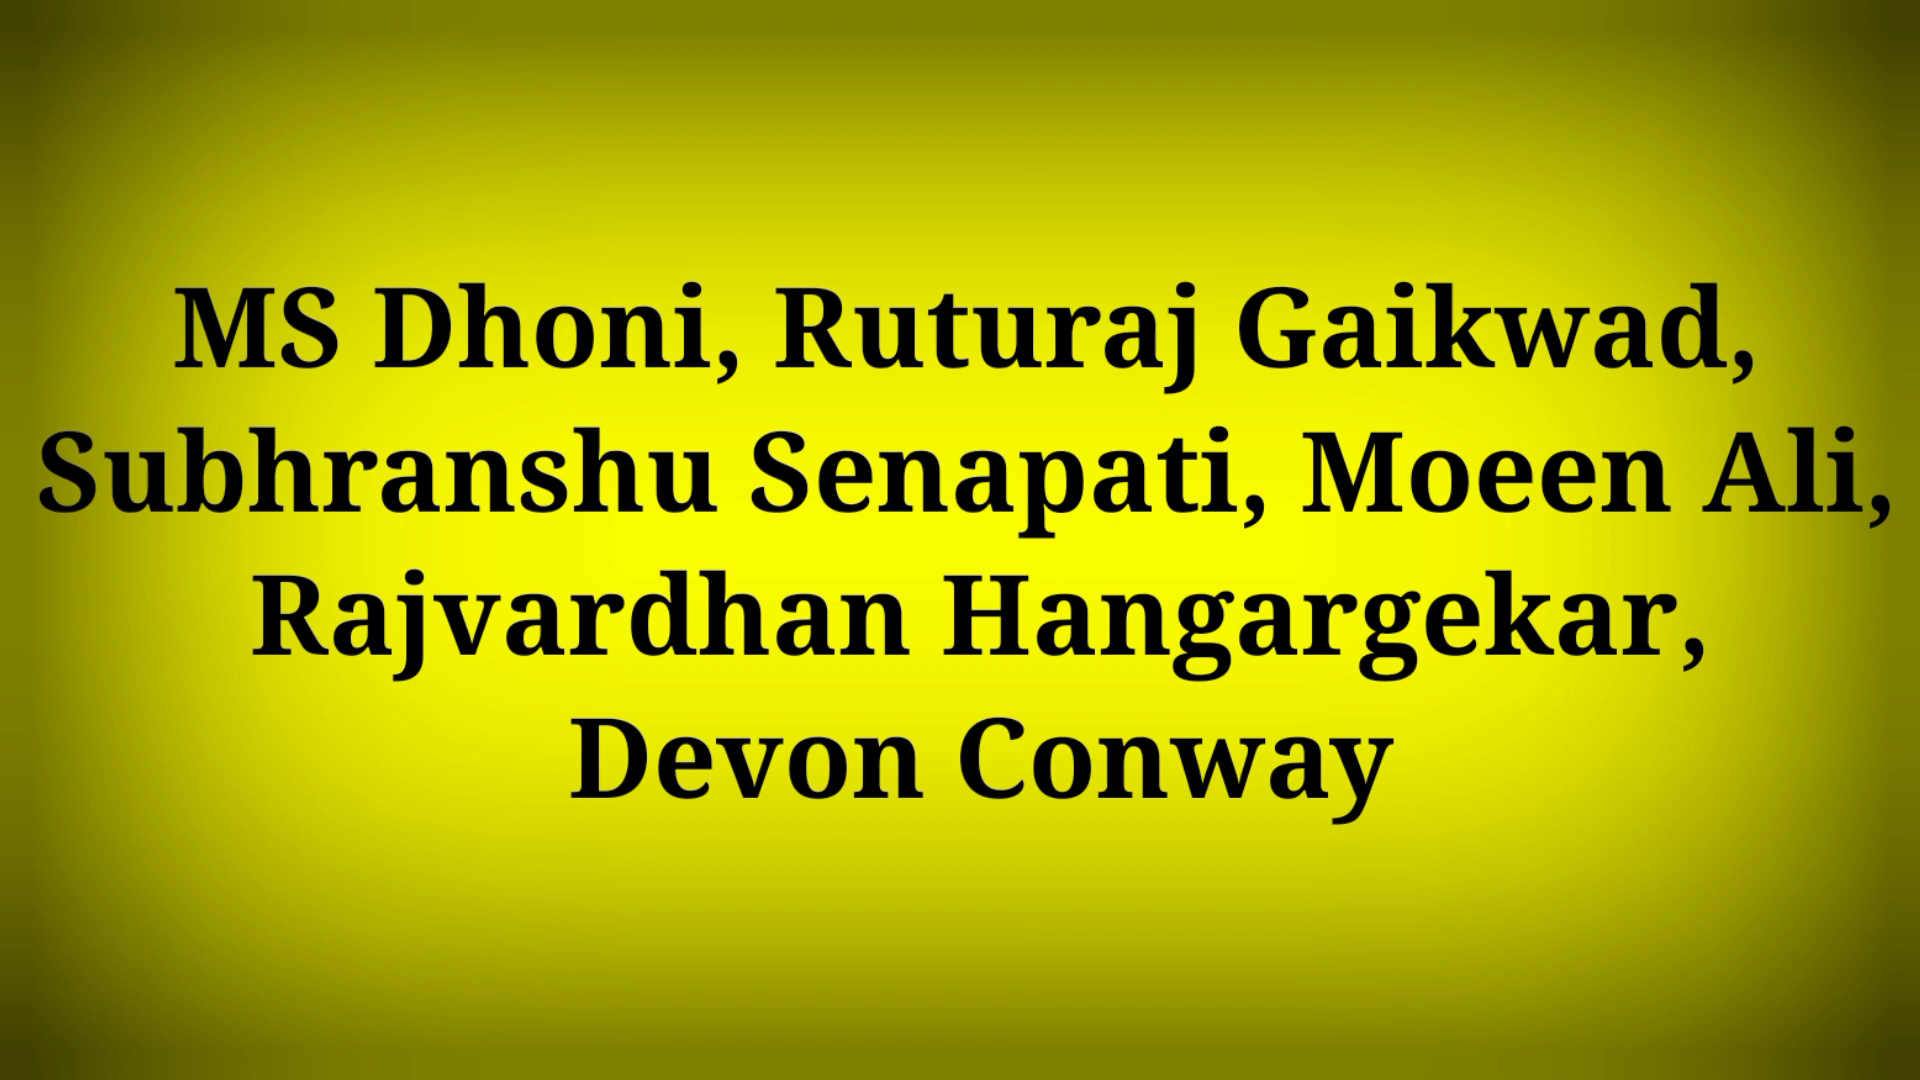 MS Dhoni, Ruturaj Gaikwad,
Subhranshu Senapati, Moeen Ali,
Rajvardhan Hangargekar,
Devon Conway